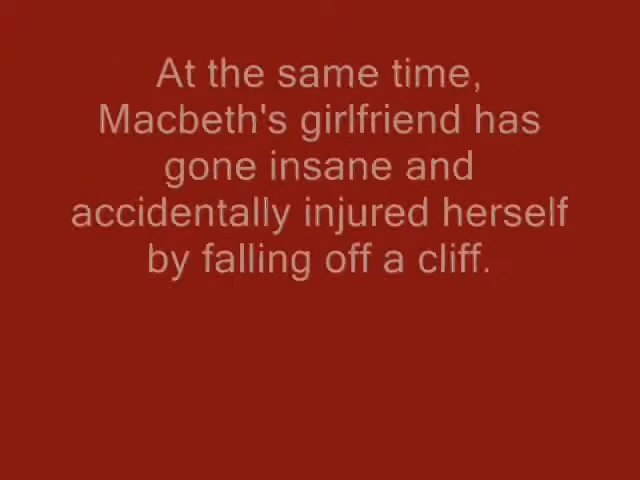 At the same time,
Macbeth's girlfriend has
gone insane and
accidentally injured herself
by falling off a cliff.